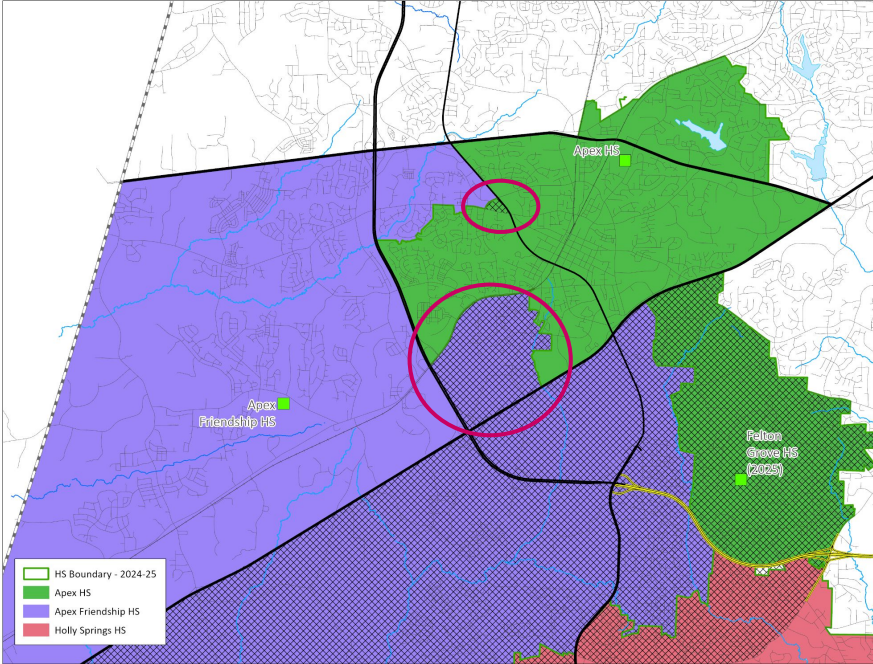 Apex HS
Apex
Friendship HS
Felton
Grove HS
(2025)
HS Boundary - 2024-25
Apex HS
Apex Friendship HS
Holly Springs HS